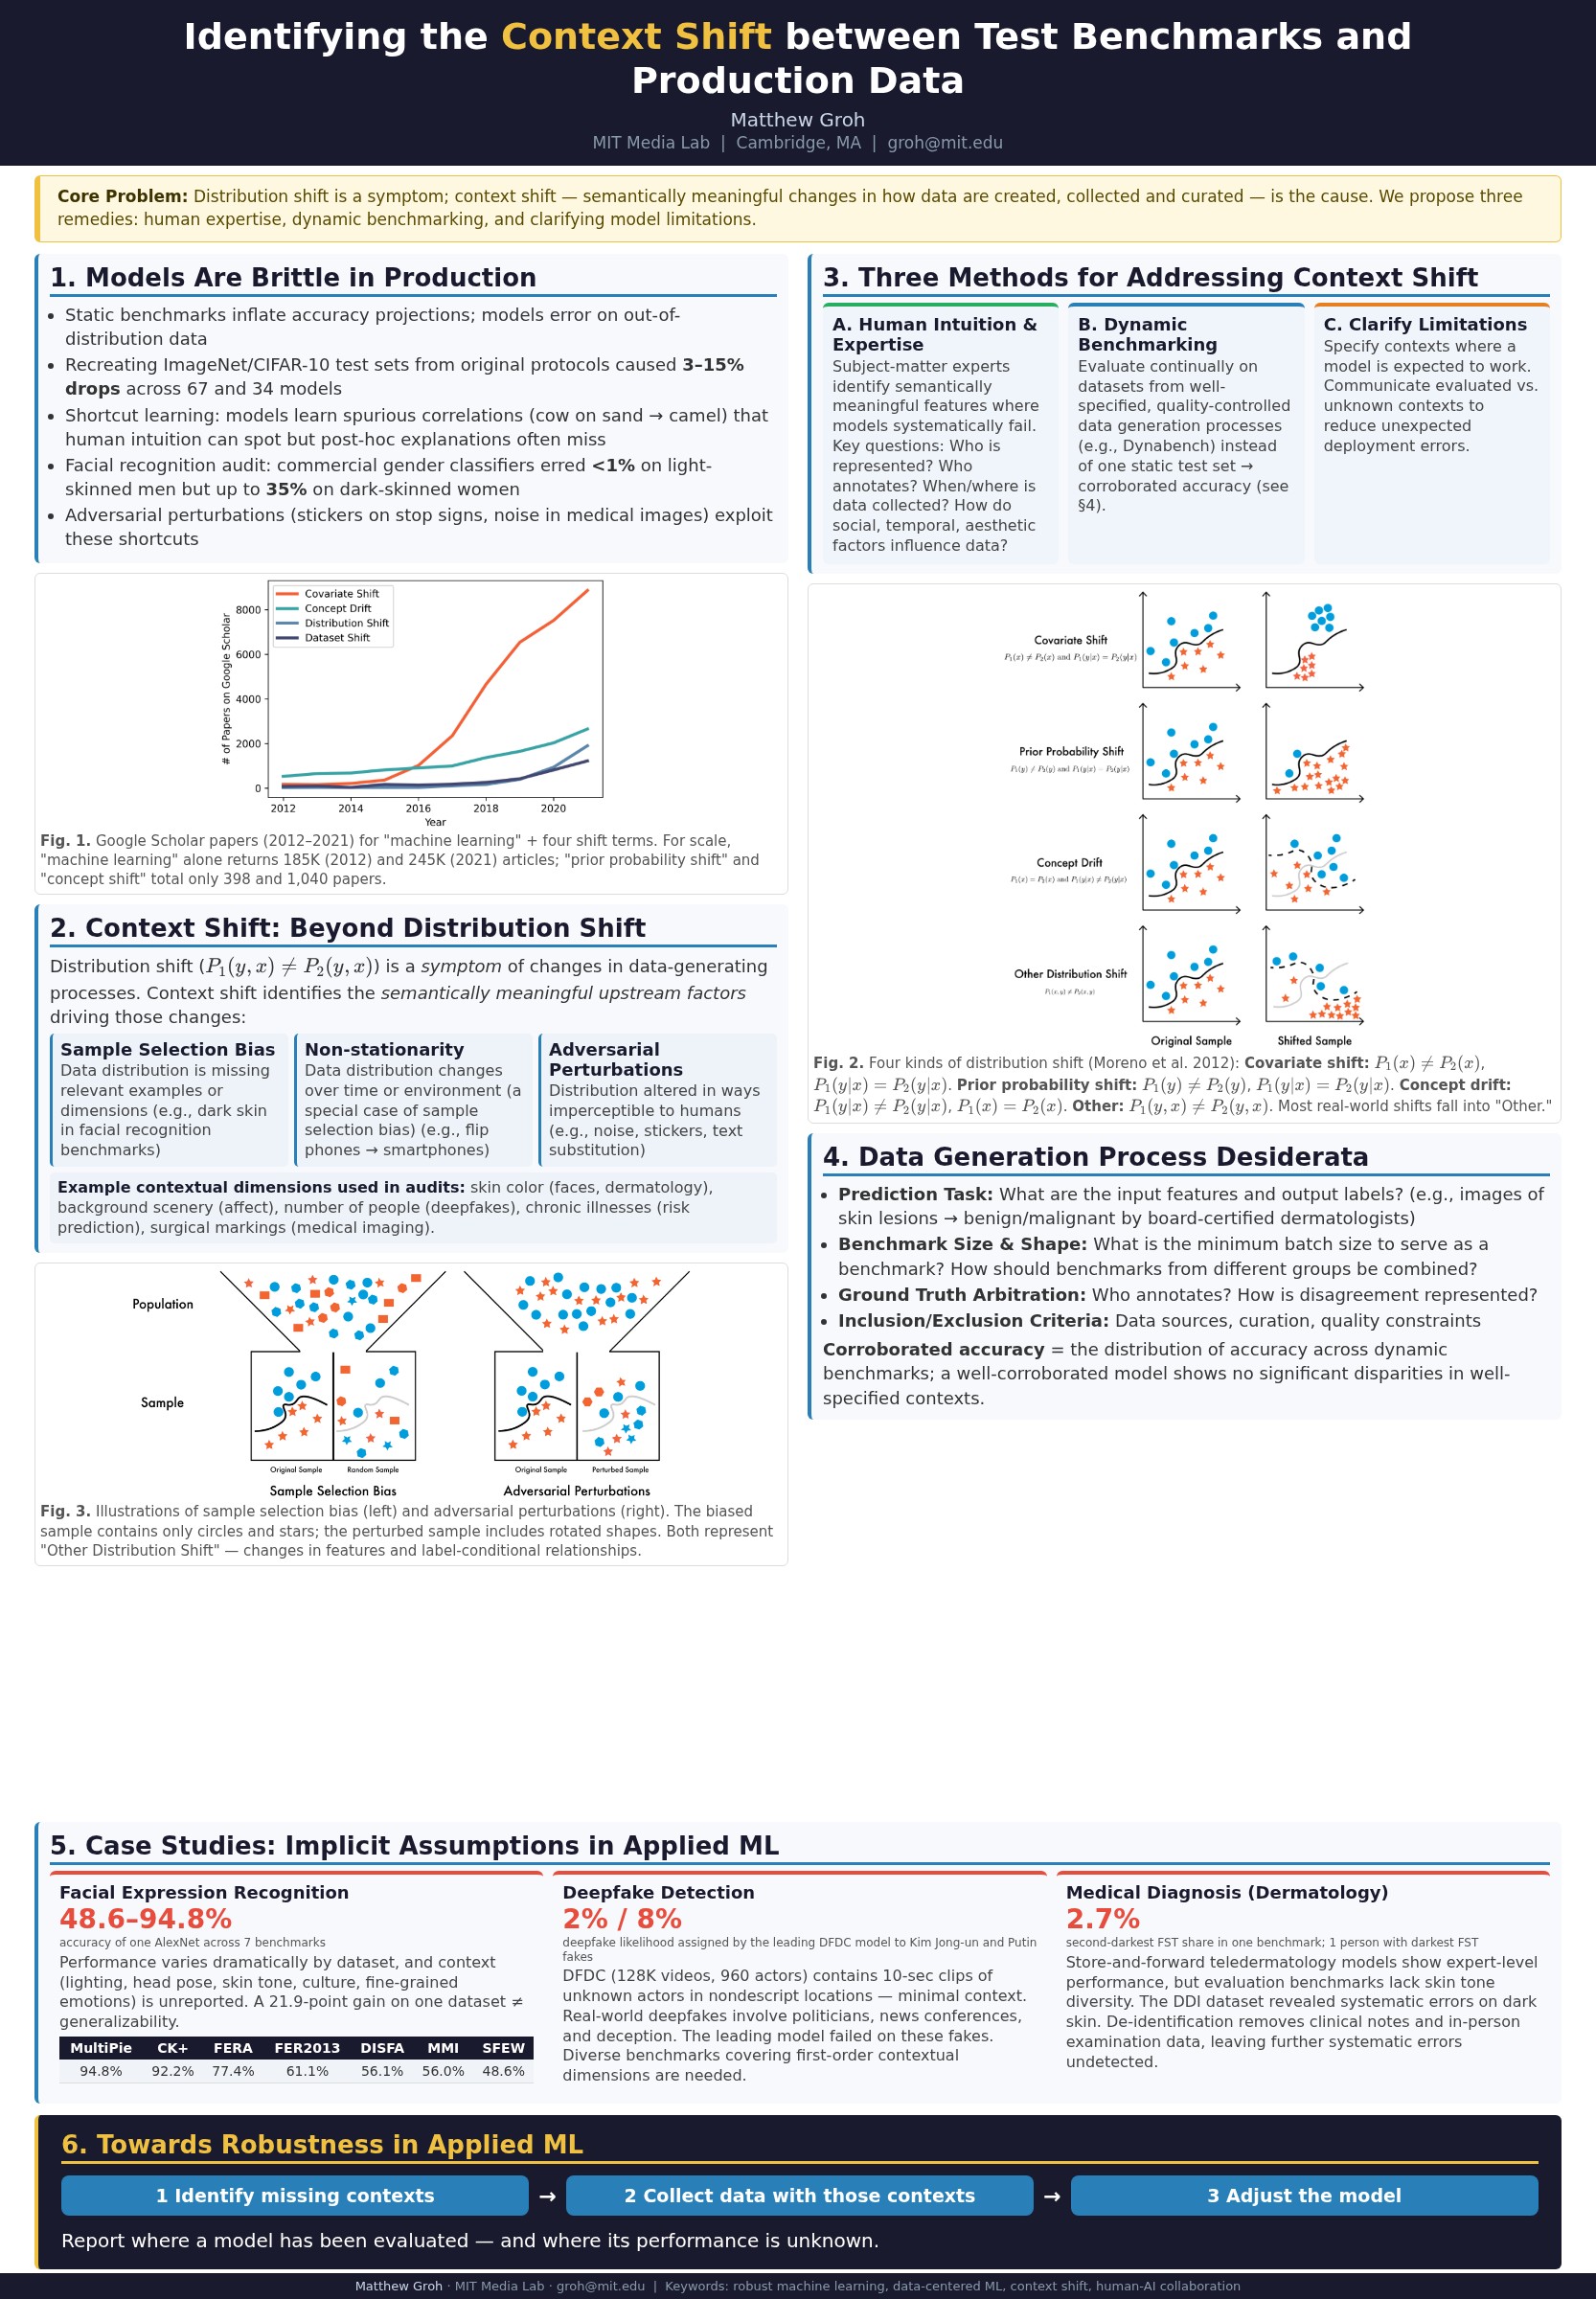 Identifying the Context Shift between Test Benchmarks and
Production Data
Matthew Groh
MIT Media Lab | Cambridge, MA | groh@mit.edu
Core Problem: Distribution shift is a symptom; context shift — semantically meaningful changes in how data are created, collected and curated — is the cause. We propose three
remedies: human expertise, dynamic benchmarking, and clarifying model limitations.
1. Models Are Brittle in Production
• Static benchmarks inflate accuracy projections; models error on out-of-
distribution data
• Recreating ImageNet/CIFAR-10 test sets from original protocols caused 3–15%
drops across 67 and 34 models
• Shortcut learning: models learn spurious correlations (cow on sand → camel) that
human intuition can spot but post-hoc explanations often miss
• Facial recognition audit: commercial gender classifiers erred <1% on light-
skinned men but up to 35% on dark-skinned women
• Adversarial perturbations (stickers on stop signs, noise in medical images) exploit
these shortcuts
Covariate Shift
Concept Drift
Distribution Shift
Dataset Shift
# of Papers on Google Scholar
8000
6000
4000
2000
0
2012 2014 2016 2018 2020
Year
Fig. 1. Google Scholar papers (2012–2021) for "machine learning" + four shift terms. For scale,
"machine learning" alone returns 185K (2012) and 245K (2021) articles; "prior probability shift" and
"concept shift" total only 398 and 1,040 papers.
2. Context Shift: Beyond Distribution Shift
Distribution shift (P₁(y, x) ≠ P₂(y, x)) is a symptom of changes in data-generating
processes. Context shift identifies the semantically meaningful upstream factors
driving those changes:
Sample Selection Bias
Data distribution is missing
relevant examples or
dimensions (e.g., dark skin
in facial recognition
benchmarks)
Non-stationarity
Data distribution changes
over time or environment (a
special case of sample
selection bias) (e.g., flip
phones → smartphones)
Adversarial
Perturbations
Distribution altered in ways
imperceptible to humans
(e.g., noise, stickers, text
substitution)
Example contextual dimensions used in audits: skin color (faces, dermatology),
background scenery (affect), number of people (deepfakes), chronic illnesses (risk
prediction), surgical markings (medical imaging).
Population
Sample
Original Sample Random Sample
Sample Selection Bias
Original Sample Perturbed Sample
Adversarial Perturbations
Fig. 3. Illustrations of sample selection bias (left) and adversarial perturbations (right). The biased
sample contains only circles and stars; the perturbed sample includes rotated shapes. Both represent
"Other Distribution Shift" — changes in features and label-conditional relationships.
3. Three Methods for Addressing Context Shift
A. Human Intuition &
Expertise
Subject-matter experts
identify semantically
meaningful features where
models systematically fail.
Key questions: Who is
represented? Who
annotates? When/where is
data collected? How do
social, temporal, aesthetic
factors influence data?
B. Dynamic
Benchmarking
Evaluate continually on
datasets from well-
specified, quality-controlled
data generation processes
(e.g., Dynabench) instead
of one static test set →
corroborated accuracy (see
§4).
C. Clarify Limitations
Specify contexts where a
model is expected to work.
Communicate evaluated vs.
unknown contexts to
reduce unexpected
deployment errors.
Covariate Shift
P₁(x) ≠ P₂(x) and P₁(y|x) = P₂(y|x)
Prior Probability Shift
P₁(y) ≠ P₂(y) and P₁(y|x) = P₂(y|x)
Concept Drift
P₁(x) = P₂(x) and P₁(y|x) ≠ P₂(y|x)
Other Distribution Shift
P₁(x, y) ≠ P₂(x, y)
Original Sample Shifted Sample
Fig. 2. Four kinds of distribution shift (Moreno et al. 2012): Covariate shift: P₁(x) ≠ P₂(x),
P₁(y|x) = P₂(y|x). Prior probability shift: P₁(y) ≠ P₂(y), P₁(y|x) = P₂(y|x). Concept drift:
P₁(y|x) ≠ P₂(y|x), P₁(x) = P₂(x). Other: P₁(y, x) ≠ P₂(y, x). Most real-world shifts fall into "Other."
4. Data Generation Process Desiderata
• Prediction Task: What are the input features and output labels? (e.g., images of
skin lesions → benign/malignant by board-certified dermatologists)
• Benchmark Size & Shape: What is the minimum batch size to serve as a
benchmark? How should benchmarks from different groups be combined?
• Ground Truth Arbitration: Who annotates? How is disagreement represented?
• Inclusion/Exclusion Criteria: Data sources, curation, quality constraints
Corroborated accuracy = the distribution of accuracy across dynamic
benchmarks; a well-corroborated model shows no significant disparities in well-
specified contexts.
5. Case Studies: Implicit Assumptions in Applied ML
Facial Expression Recognition
48.6–94.8%
accuracy of one AlexNet across 7 benchmarks
Performance varies dramatically by dataset, and context
(lighting, head pose, skin tone, culture, fine-grained
emotions) is unreported. A 21.9-point gain on one dataset ≠
generalizability.
MultiPie CK+ FERA FER2013 DISFA MMI SFEW
94.8% 92.2% 77.4% 61.1% 56.1% 56.0% 48.6%
Deepfake Detection
2% / 8%
deepfake likelihood assigned by the leading DFDC model to Kim Jong-un and Putin
fakes
DFDC (128K videos, 960 actors) contains 10-sec clips of
unknown actors in nondescript locations — minimal context.
Real-world deepfakes involve politicians, news conferences,
and deception. The leading model failed on these fakes.
Diverse benchmarks covering first-order contextual
dimensions are needed.
Medical Diagnosis (Dermatology)
2.7%
second-darkest FST share in one benchmark; 1 person with darkest FST
Store-and-forward teledermatology models show expert-level
performance, but evaluation benchmarks lack skin tone
diversity. The DDI dataset revealed systematic errors on dark
skin. De-identification removes clinical notes and in-person
examination data, leaving further systematic errors
undetected.
6. Towards Robustness in Applied ML
1 Identify missing contexts → 2 Collect data with those contexts → 3 Adjust the model
Report where a model has been evaluated — and where its performance is unknown.
Matthew Groh · MIT Media Lab · groh@mit.edu | Keywords: robust machine learning, data-centered ML, context shift, human-AI collaboration